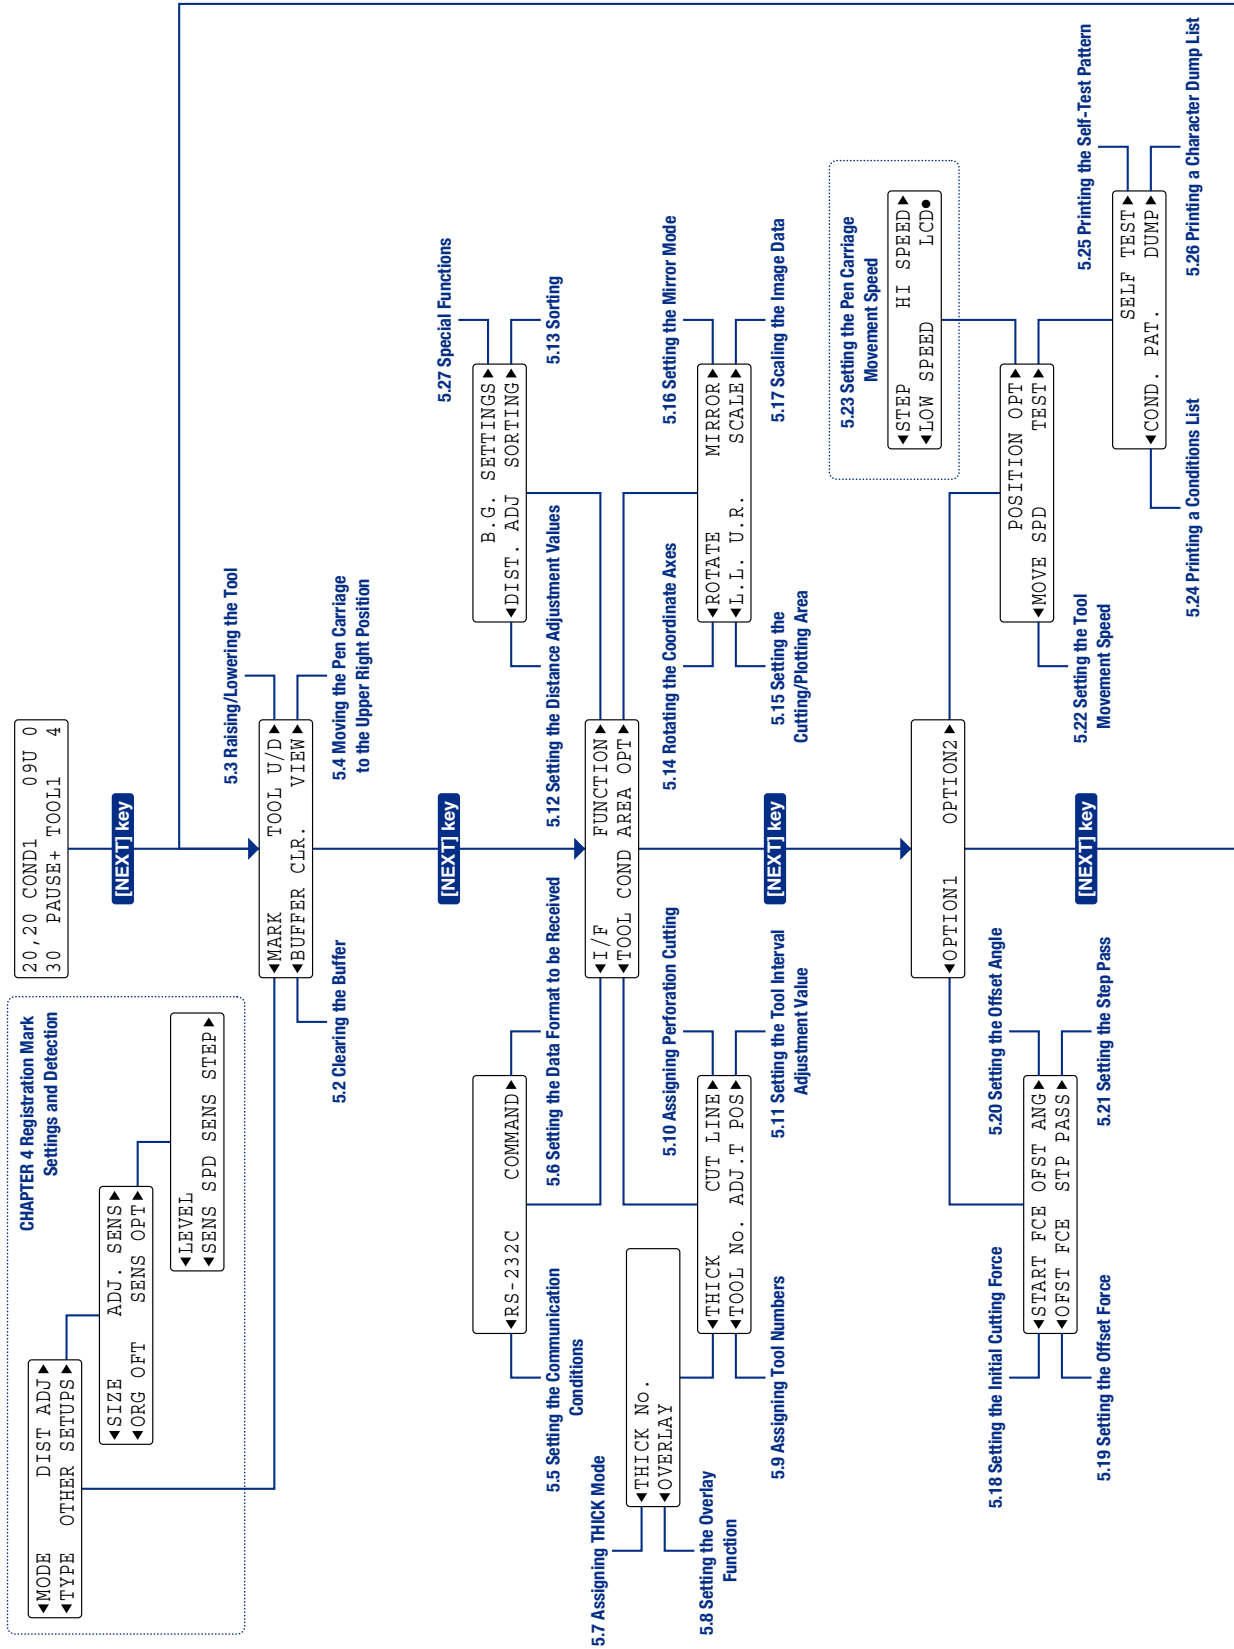 20,20 COND1 09U 0
30 PAUSE+ TOOL1 4
[NEXT] key
CHAPTER 4 Registration Mark
Settings and Detection
◀MODE DIST ADJ▶
◀TYPE OTHER SETUPS▶
◀SIZE ADJ. SENS▶
◀ORG OFT SENS OPT▶
◀LEVEL
◀SENS SPD SENS STEP▶
◀MARK TOOL U/D▶
◀BUFFER CLR. VIEW▶
5.2 Clearing the Buffer
5.3 Raising/Lowering the Tool
5.4 Moving the Pen Carriage
to the Upper Right Position
[NEXT] key
◀RS-232C COMMAND▶
5.5 Setting the Communication
Conditions
5.6 Setting the Data Format to be Received
◀I/F FUNCTION▶
◀TOOL COND AREA OPT▶
5.27 Special Functions
B.G. SETTINGS▶
◀DIST. ADJ SORTING▶
5.12 Setting the Distance Adjustment Values
5.13 Sorting
5.7 Assigning THICK Mode
◀THICK No.
◀OVERLAY
5.8 Setting the Overlay
Function
5.10 Assigning Perforation Cutting
◀THICK CUT LINE▶
◀TOOL No. ADJ.T POS▶
5.9 Assigning Tool Numbers
5.11 Setting the Tool Interval
Adjustment Value
5.14 Rotating the Coordinate Axes
5.16 Setting the Mirror Mode
◀ROTATE MIRROR▶
◀L.L. U.R. SCALE▶
5.15 Setting the
Cutting/Plotting Area
5.17 Scaling the Image Data
[NEXT] key
◀OPTION1 OPTION2▶
5.18 Setting the Initial Cutting Force
5.20 Setting the Offset Angle
◀START FCE OFST ANG▶
◀OFST FCE STP PASS▶
5.19 Setting the Offset Force
5.21 Setting the Step Pass
5.23 Setting the Pen Carriage
Movement Speed
◀STEP HI SPEED▶
◀LOW SPEED LCD●
POSITION OPT▶
◀MOVE SPD TEST▶
5.22 Setting the Tool
Movement Speed
5.25 Printing the Self-Test Pattern
SELF TEST▶
◀COND. PAT. DUMP▶
5.24 Printing a Conditions List
5.26 Printing a Character Dump List
[NEXT] key